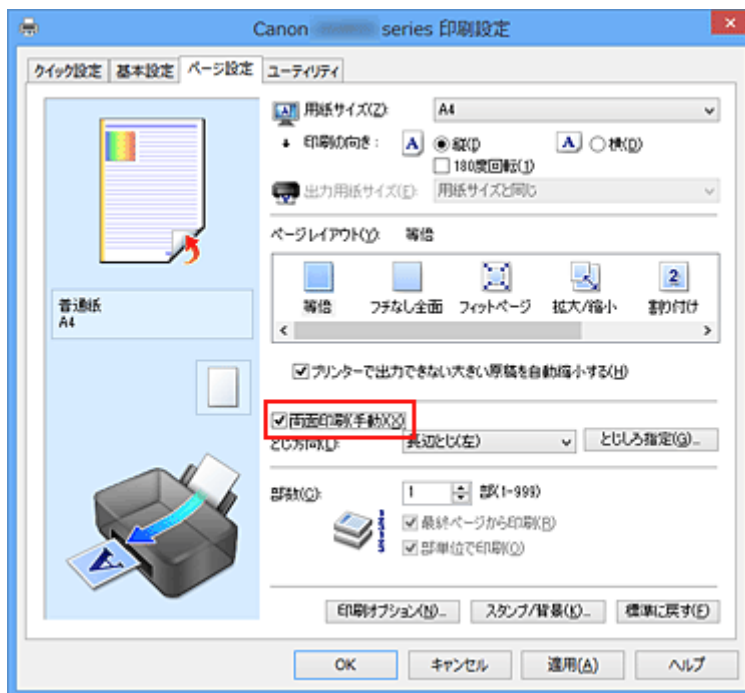 Canon series 印刷設定
クイック設定 基本設定 ページ設定 ユーティリティ
用紙サイズ(Z): A4
印刷の向き: A 縦(I) A 横(D)
180度回転(1)
出力用紙サイズ(E): 用紙サイズと同じ
ページレイアウト(Y): 等倍
2
等倍 フチなし全面 フィットページ 拡大/縮小 割り付け
普通紙
A4
プリンターで出力できない大きい原稿を自動縮小する(H)
両面印刷(手動)(X)
とじ方向(L): 長辺とじ(左) とじしろ指定(G)...
部数(C): 1 部(1-999)
最終ページから印刷(R)
部単位で印刷(O)
印刷オプション(N)... スタンプ/背景(K)... 標準に戻す(F)
OK キャンセル 適用(A) ヘルプ